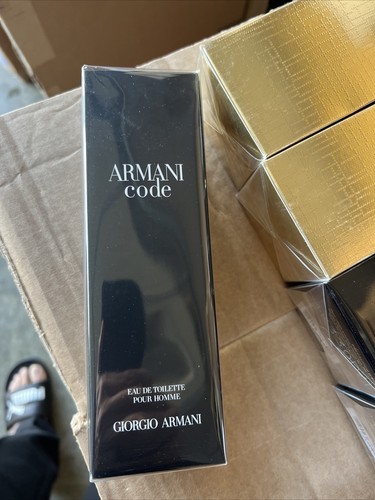 ARMANI
code
EAU DE TOILETTE
POUR HOMME
GIORGIO ARMANI